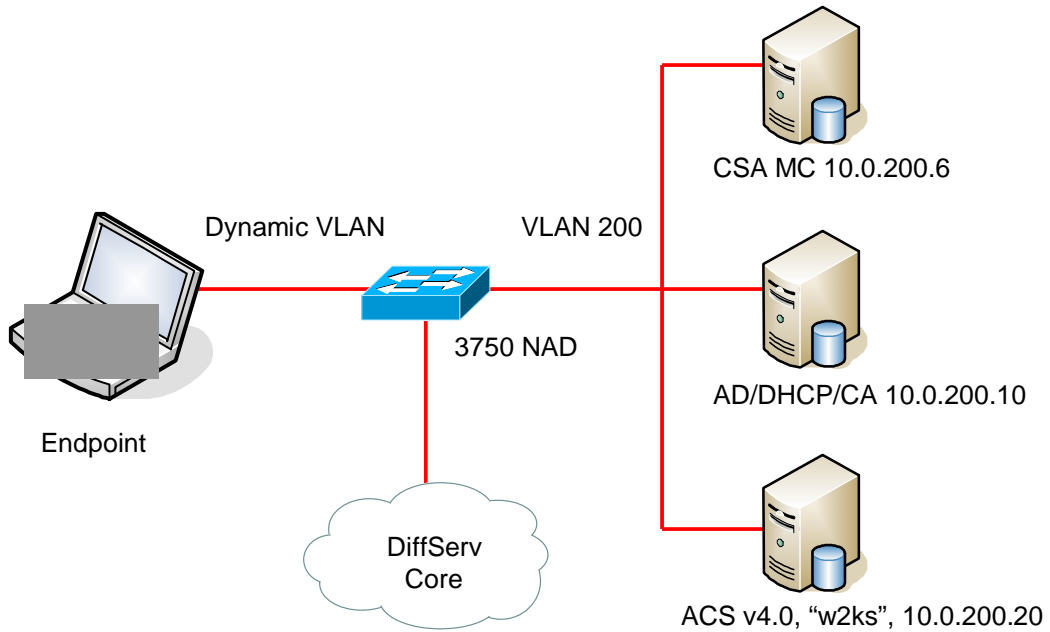 CSA MC 10.0.200.6
Dynamic VLAN
VLAN 200
3750 NAD
AD/DHCP/CA 10.0.200.10
Endpoint
DiffServ
Core
ACS v4.0, “w2ks”, 10.0.200.20